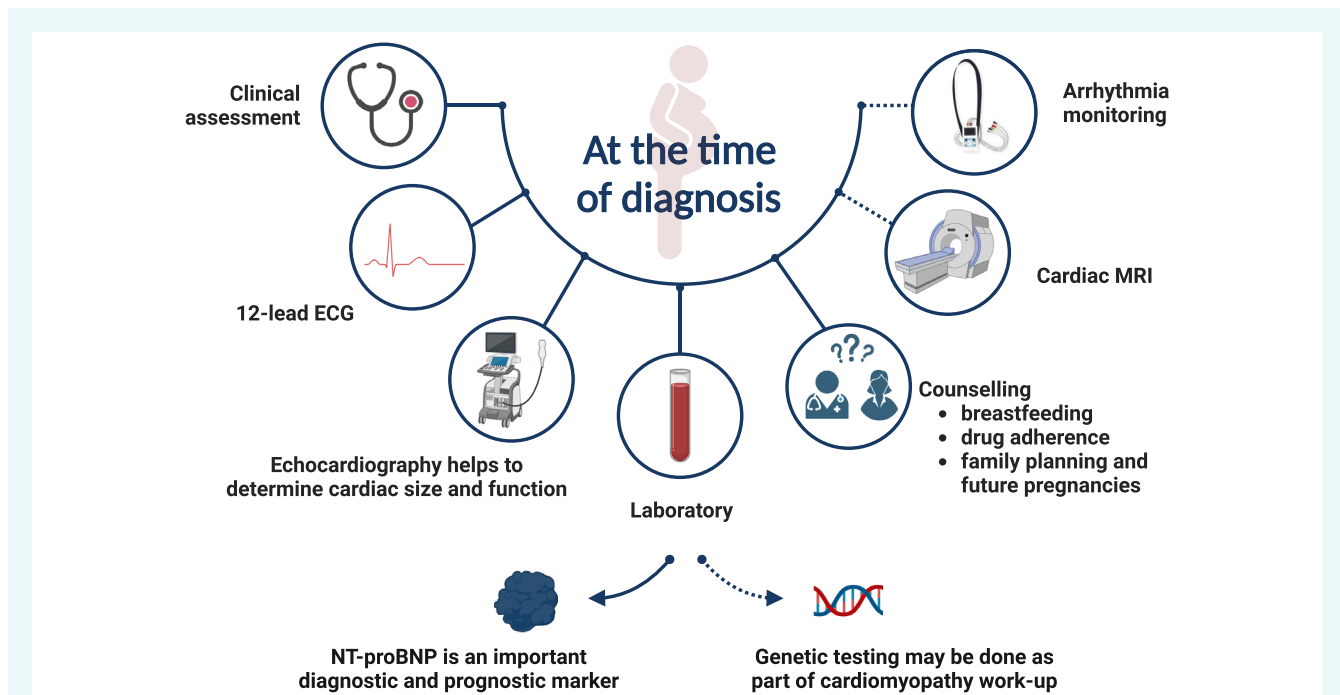 At the time
of diagnosis
Clinical
assessment
12-lead ECG
Echocardiography helps to
determine cardiac size and function
Laboratory
Counselling
• breastfeeding
• drug adherence
• family planning and
future pregnancies
Cardiac MRI
Arrhythmia
monitoring
???
NT-proBNP is an important
diagnostic and prognostic marker
Genetic testing may be done as
part of cardiomyopathy work-up